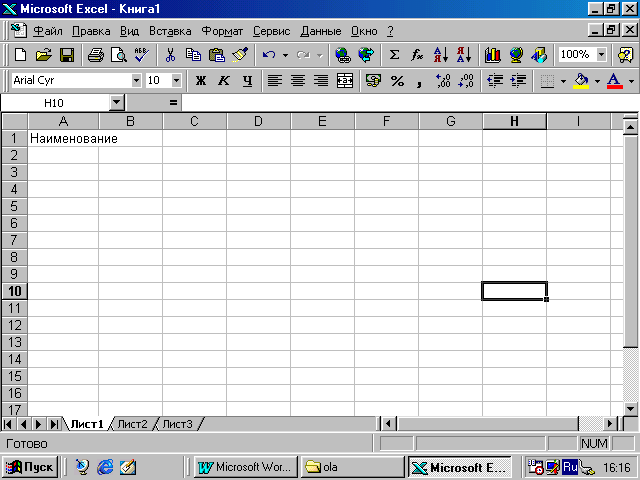 Microsoft Excel - Книга1
Файл Правка Вид Вставка Формат Сервис Данные Окно ?
100%
Arial Cyr 10 Ж К Ч
H10 =
A B C D E F G H I
1 Наименование
2
3
4
5
6
7
8
9
10
11
12
13
14
15
16
17
Лист1 Лист2 Лист3
Готово NUM
Пуск Microsoft Wor... ola Microsoft E... Ru 16:16